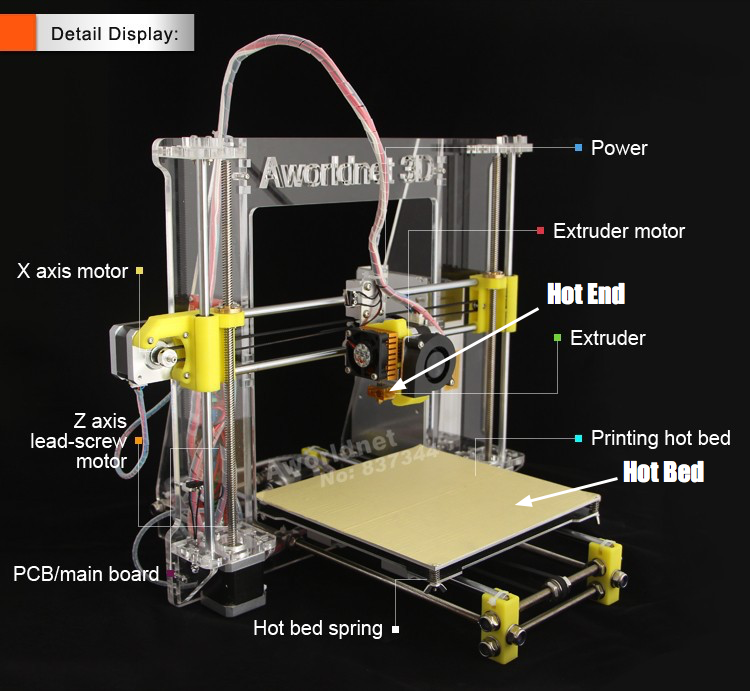 Detail Display:
Aworldnet 3D
Power
Extruder motor
X axis motor
Hot End
Extruder
Z axis
lead-screw
motor
Printing hot bed
Aworldnet
Hot Bed
PCB/main board
Hot bed spring